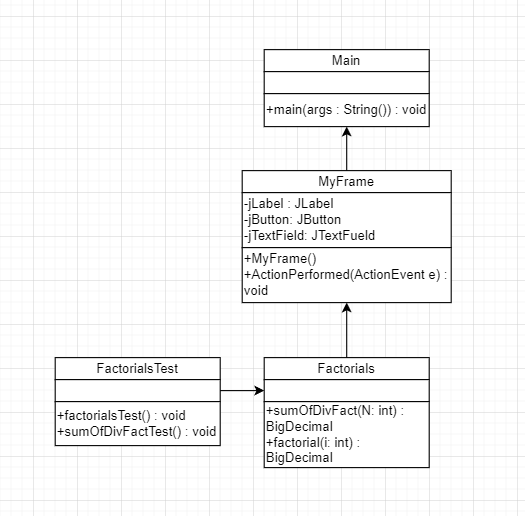 Main
+main(args : String()) : void
MyFrame
-jLabel : JLabel
-jButton: JButton
-jTextField: JTextFueld
+MyFrame()
+ActionPerformed(ActionEvent e) :
void
FactorialsTest
+factorialsTest() : void
+sumOfDivFactTest() : void
Factorials
+sumOfDivFact(N: int) :
BigDecimal
+factorial(i: int) :
BigDecimal